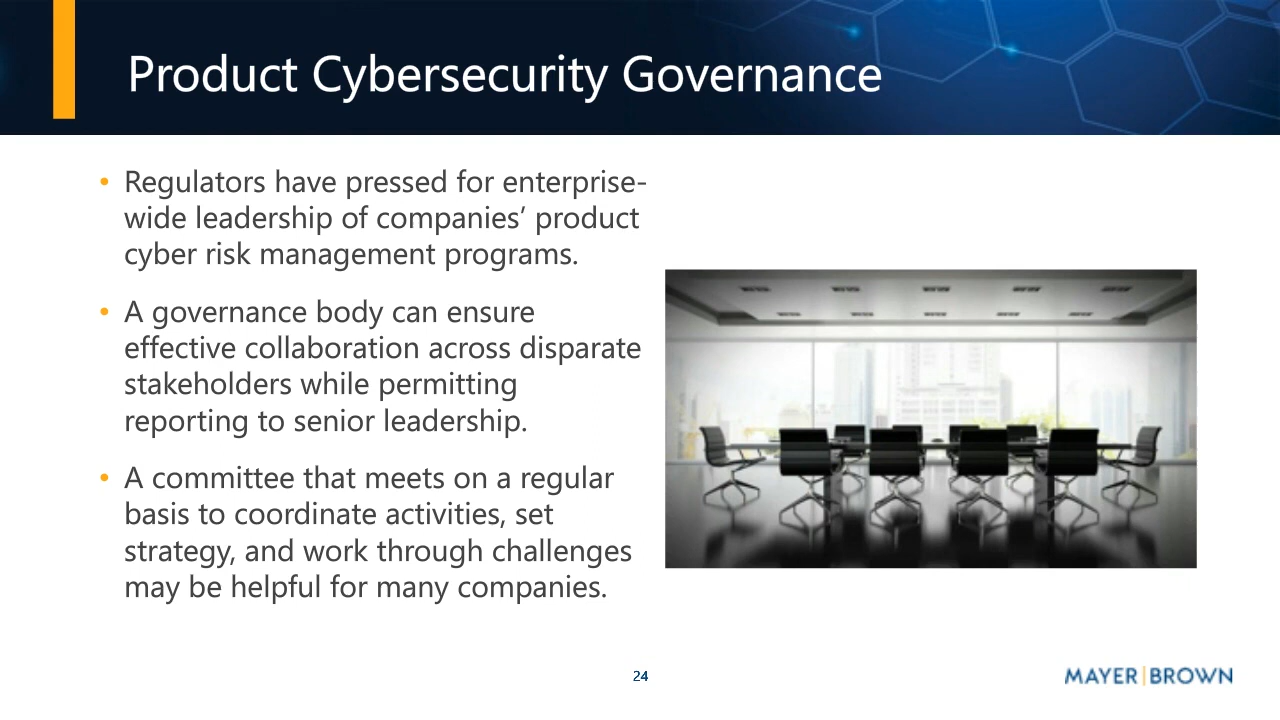 Product Cybersecurity Governance
• Regulators have pressed for enterprise-
wide leadership of companies’ product
cyber risk management programs.
• A governance body can ensure
effective collaboration across disparate
stakeholders while permitting
reporting to senior leadership.
• A committee that meets on a regular
basis to coordinate activities, set
strategy, and work through challenges
may be helpful for many companies.
24
MAYER|BROWN